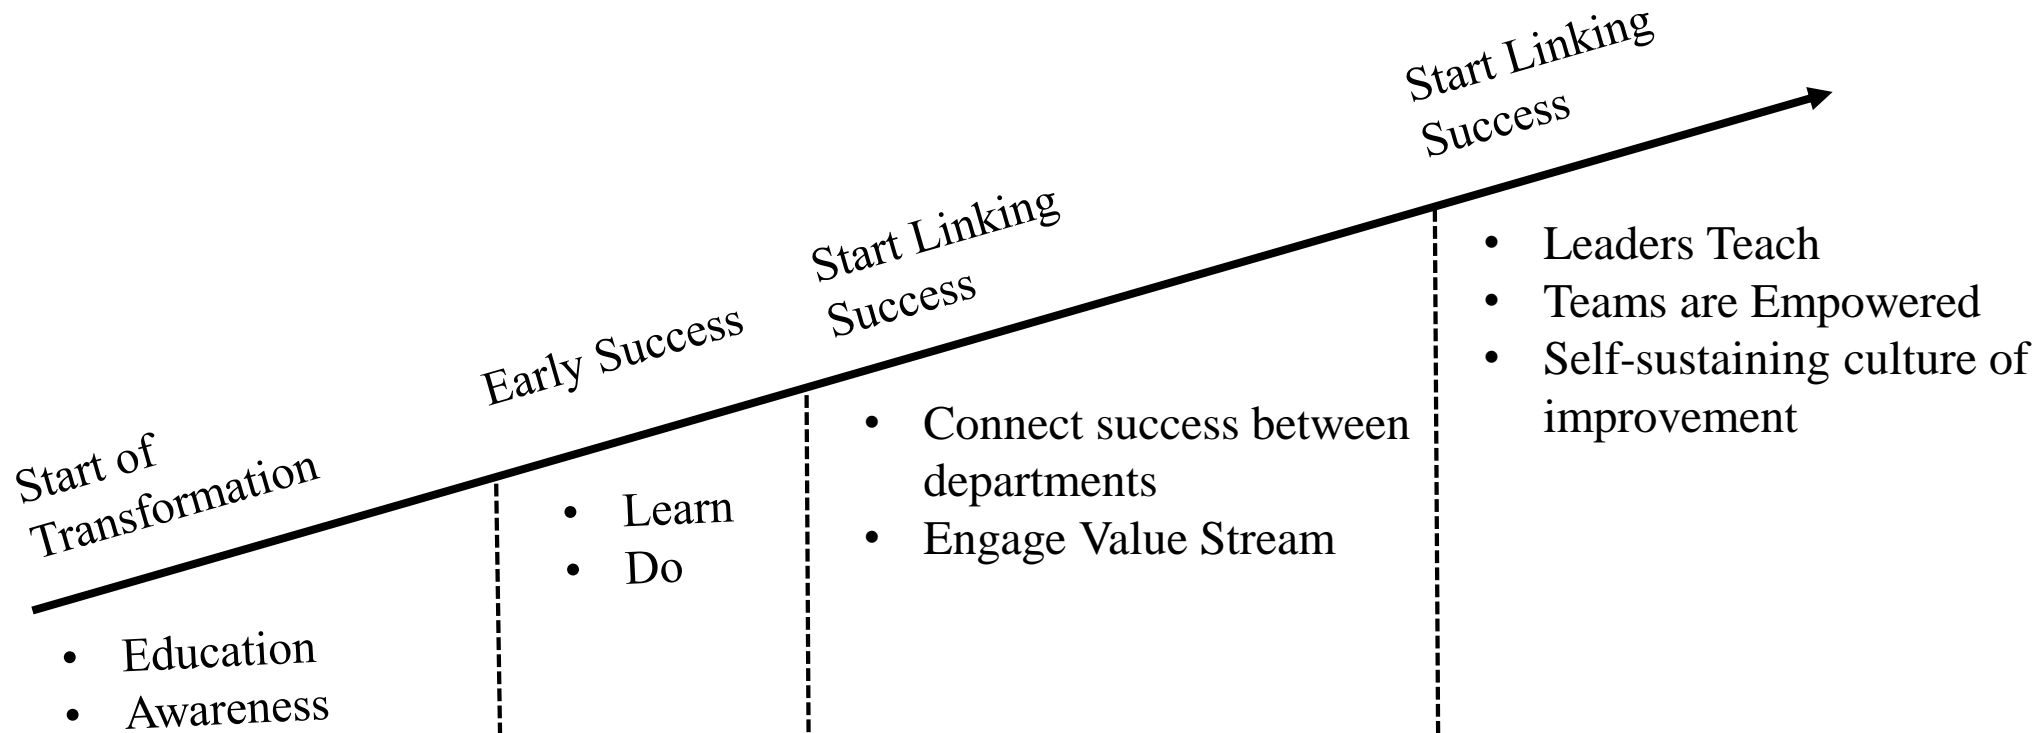 Start of
Transformation
• Education
• Awareness
Early Success
• Learn
• Do
Start Linking
Success
• Connect success between
departments
• Engage Value Stream
Start Linking
Success
• Leaders Teach
• Teams are Empowered
• Self-sustaining culture of
improvement